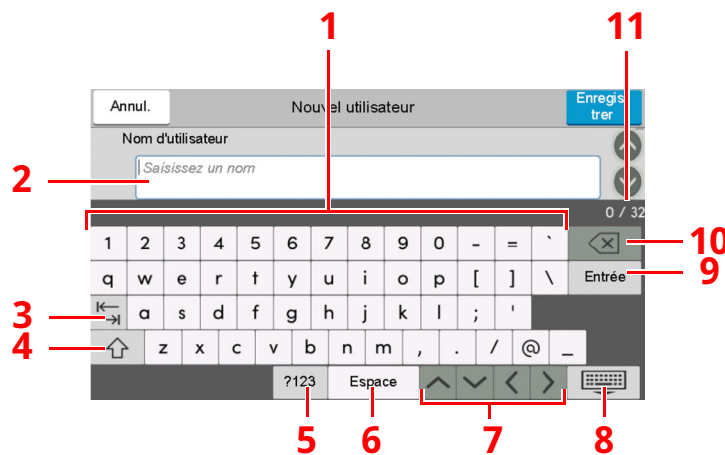 1 11
Annul. Nouvel utilisateur Enregis
trer
Nom d'utilisateur
2 Saisissez un nom
0 / 32
1 2 3 4 5 6 7 8 9 0 - = ` 10
q w e r t y u i o p [ ] \ Entrée 9
3 a s d f g h j k l ; '
4 z x c v b n m , . / @ _
?123 Espace
5 6 7 8